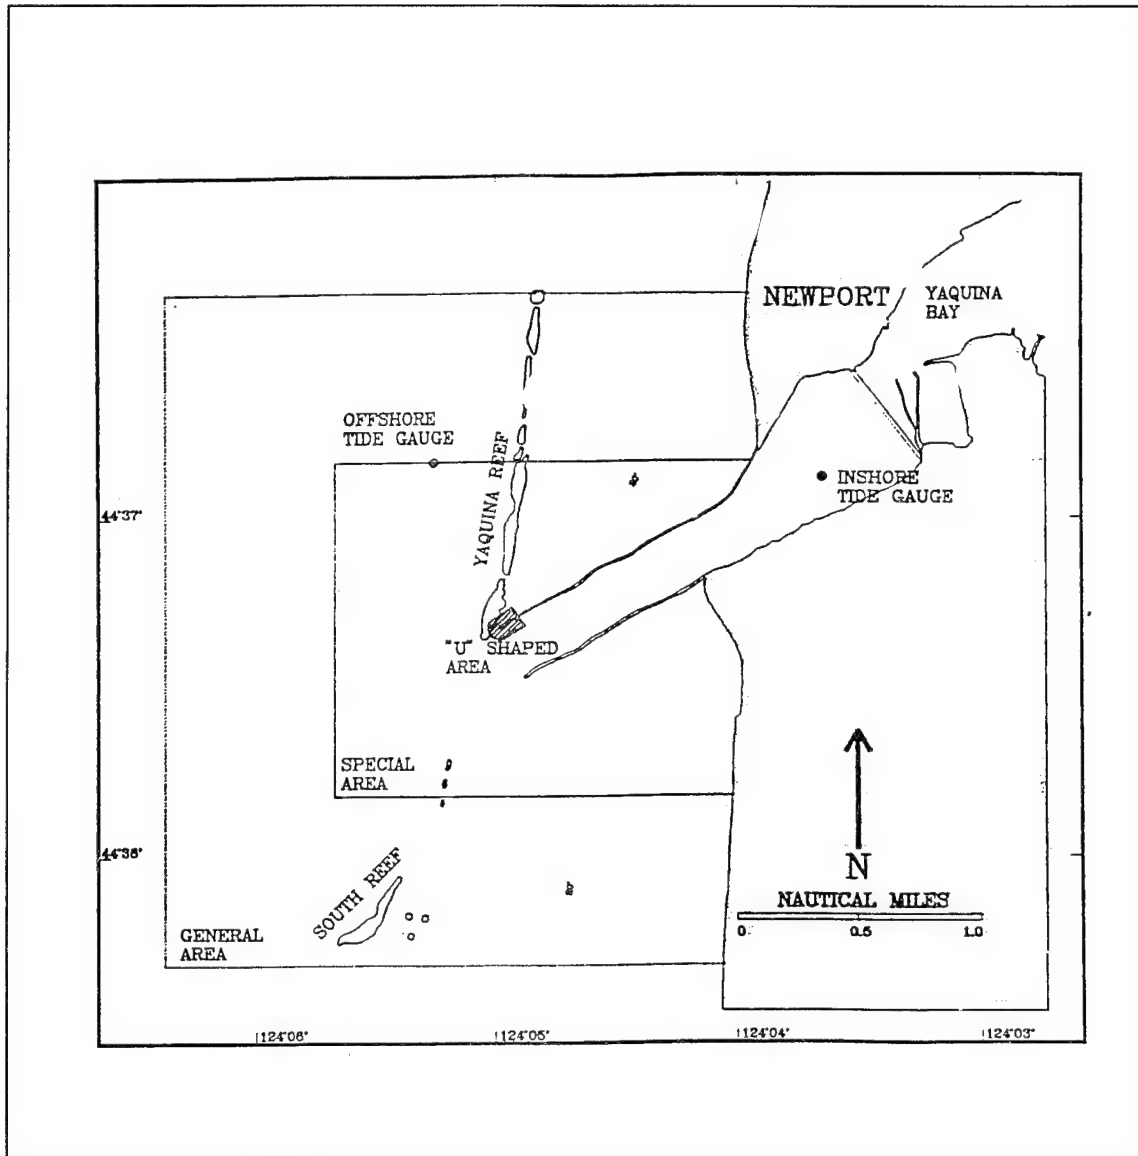 NEWPORT
YAQUINA
BAY
OFFSHORE
TIDE GAUGE
YAQUINA REEF
INSHORE
TIDE GAUGE
44°37'
"U" SHAPED
AREA
SPECIAL
AREA
44°36'
SOUTH REEF
N
NAUTICAL MILES
0
0.5
1.0
GENERAL
AREA
124°06'
124°05'
124°04'
124°03'